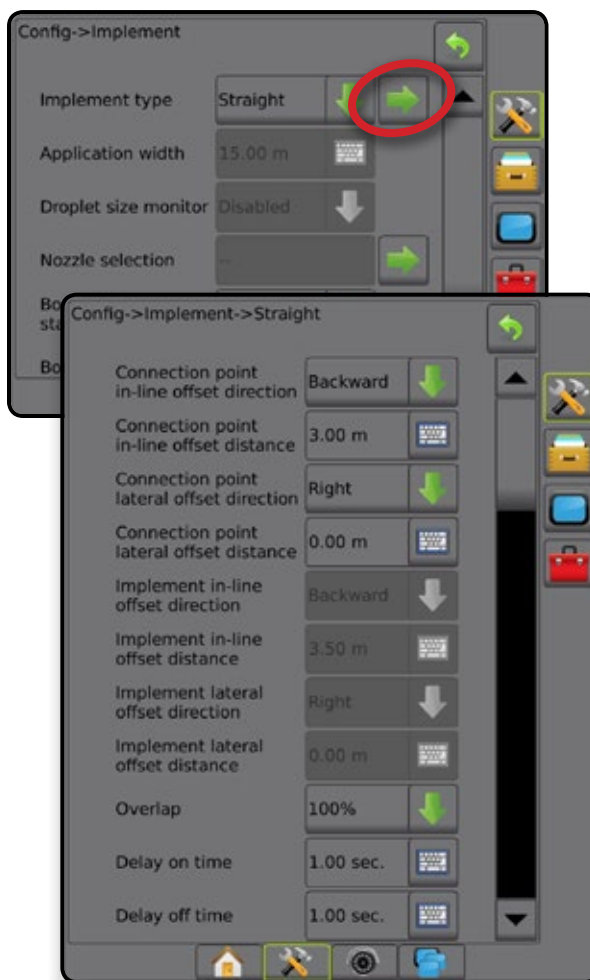 Config->Implement
Implement type Straight
Application width 15.00 m
Droplet size monitor Disabled
Nozzle selection --
Bo
sta
Bo
Config->Implement->Straight
Connection point
in-line offset direction Backward
Connection point
in-line offset distance 3.00 m
Connection point
lateral offset direction Right
Connection point
lateral offset distance 0.00 m
Implement in-line
offset direction Backward
Implement in-line
offset distance 3.50 m
Implement lateral
offset direction Right
Implement lateral
offset distance 0.00 m
Overlap 100%
Delay on time 1.00 sec.
Delay off time 1.00 sec.